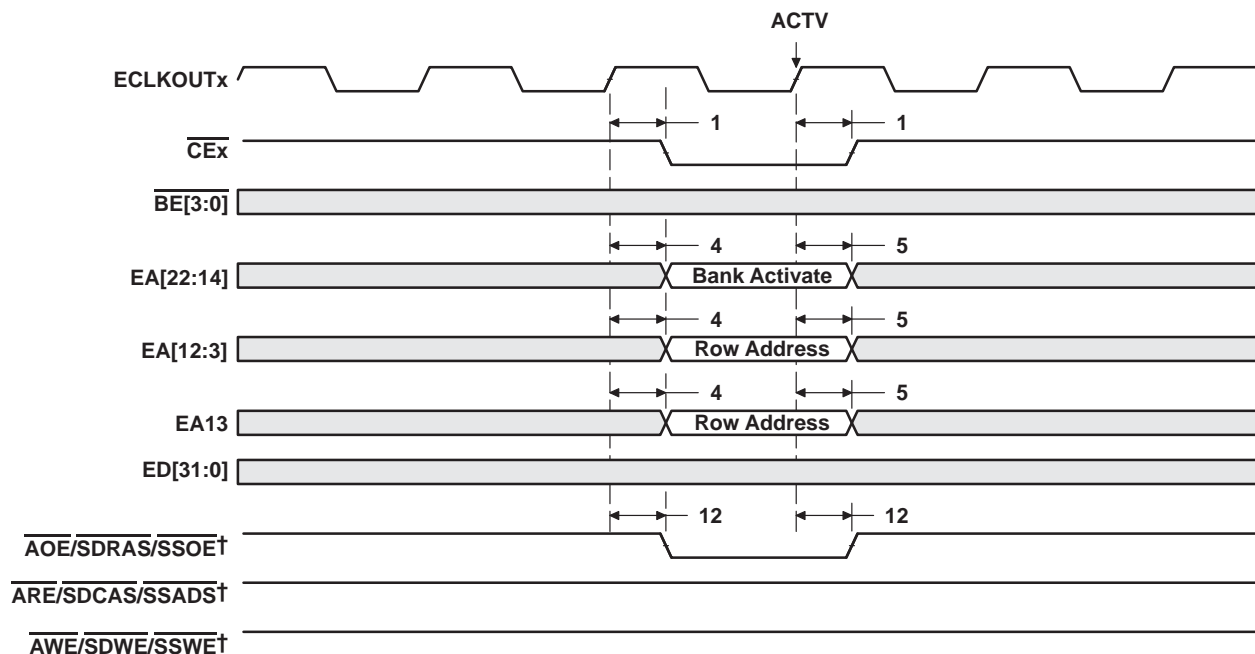 ACTV
ECLKOUTx
1 1
CEx
BE[3:0]
4 5
EA[22:14] Bank Activate
4 5
EA[12:3] Row Address
4 5
EA13 Row Address
ED[31:0]
12 12
AOE/SDRAS/SSOE†
ARE/SDCAS/SSADS†
AWE/SDWE/SSWE†